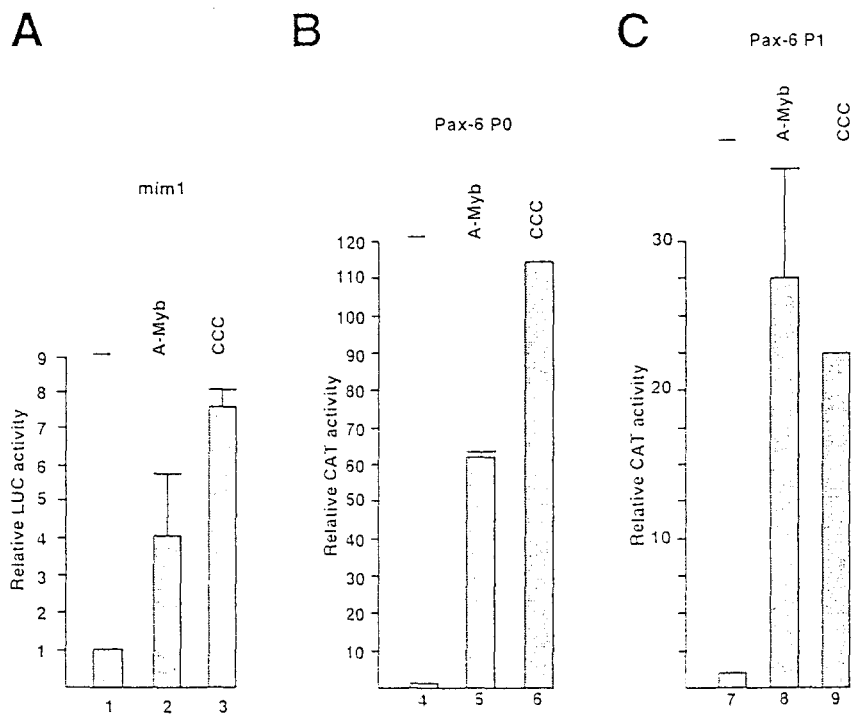 A
mim1
–
A-Myb
CCC
Relative LUC activity
9
8
7
6
5
4
3
2
1
1 2 3
B
Pax-6 P0
–
A-Myb
CCC
Relative CAT activity
120
110
100
90
80
70
60
50
40
30
20
10
4 5 6
C
Pax-6 P1
–
A-Myb
CCC
Relative CAT activity
30
20
10
7 8 9